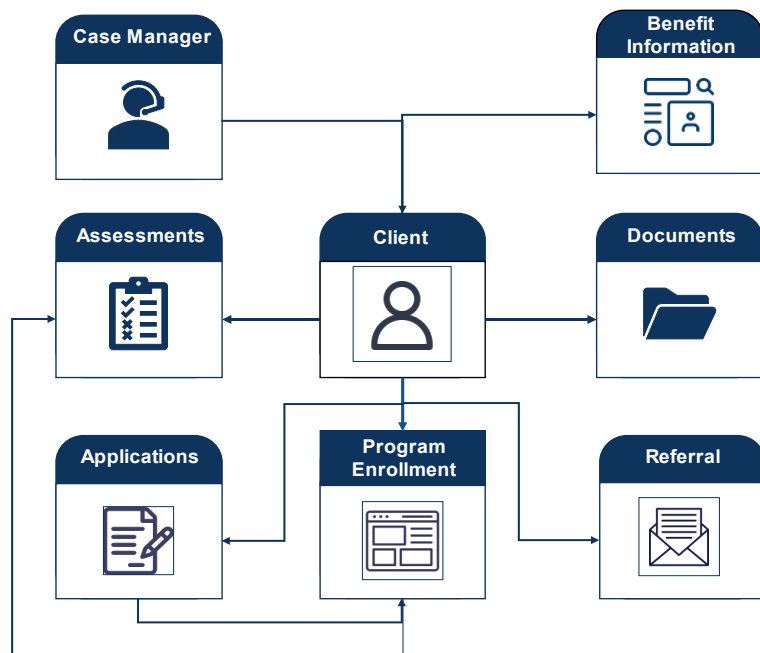 Case Manager
Benefit
Information
Assessments
Client
Documents
Applications
Program
Enrollment
Referral